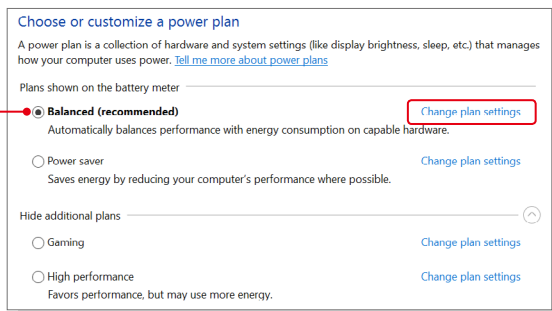 Choose or customize a power plan
A power plan is a collection of hardware and system settings (like display brightness, sleep, etc.) that manages
how your computer uses power. Tell me more about power plans
Plans shown on the battery meter
Balanced (recommended) Change plan settings
Automatically balances performance with energy consumption on capable hardware.
Power saver Change plan settings
Saves energy by reducing your computer's performance where possible.
Hide additional plans
Gaming Change plan settings
High performance Change plan settings
Favors performance, but may use more energy.